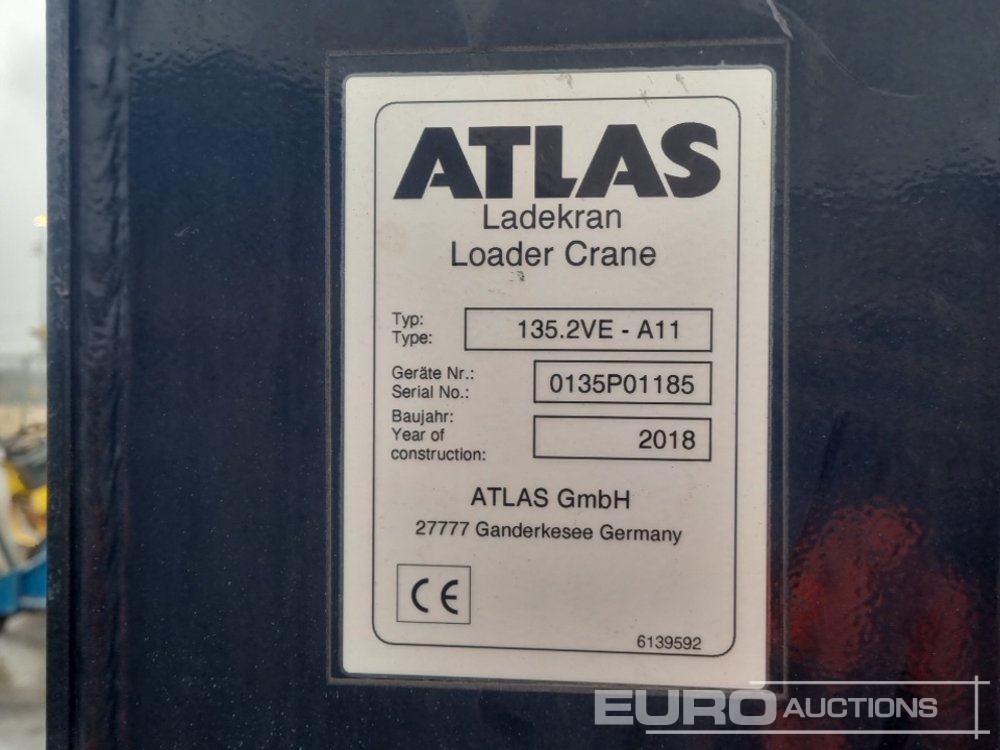 ATLAS
Ladekran
Loader Crane
Typ:
Type:
135.2VE - A11
Geräte Nr.:
Serial No.:
0135P01185
Baujahr:
Year of
construction:
2018
ATLAS GmbH
27777 Ganderkesee Germany
CE
6139592
EURO AUCTIONS